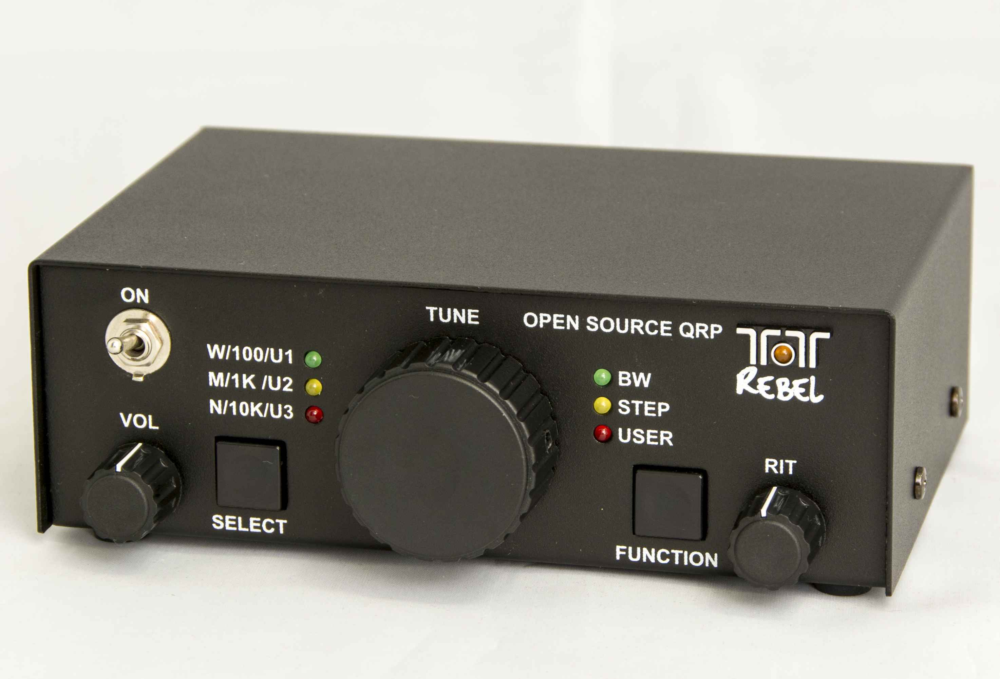 ON
TUNE
OPEN SOURCE QRP
W/100/U1
M/1K /U2
N/10K/U3
BW
STEP
USER
REBEL
VOL
SELECT
FUNCTION
RIT